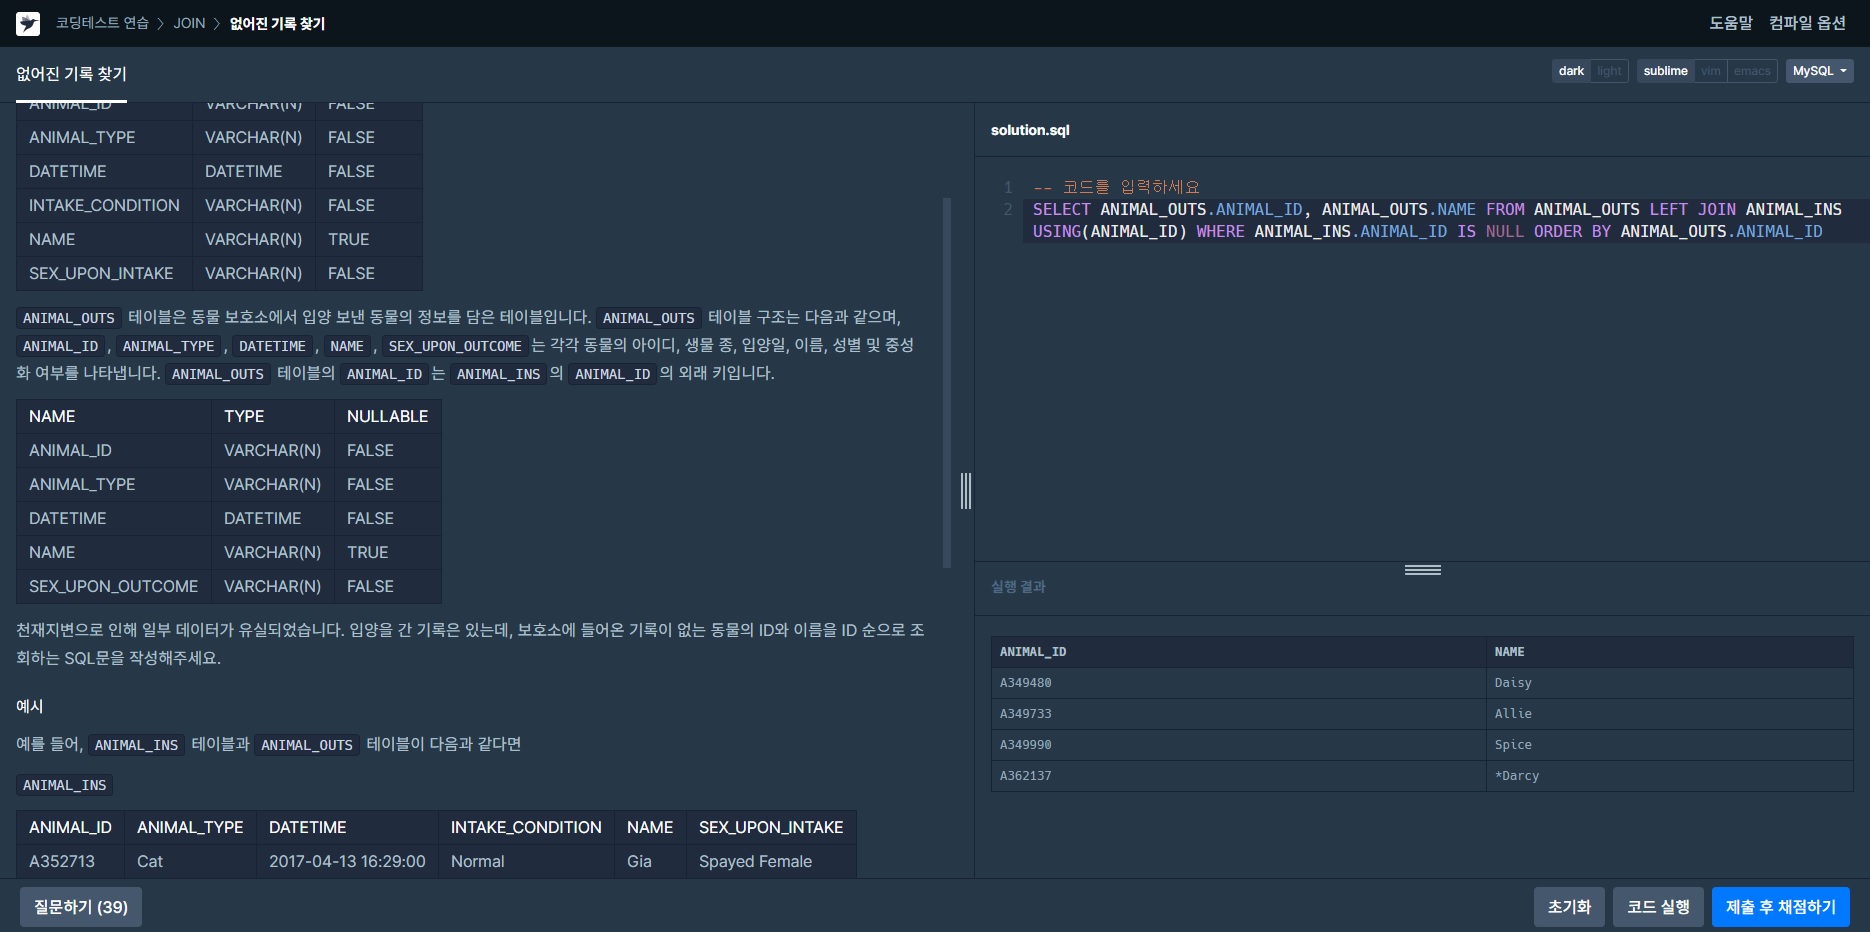 코딩테스트 연습 > JOIN > 없어진 기록 찾기
도움말 컴파일 옵션
없어진 기록 찾기
dark light sublime vim emacs MySQL
ANIMAL_ID VARCHAR(N) FALSE
ANIMAL_TYPE VARCHAR(N) FALSE
DATETIME DATETIME FALSE
INTAKE_CONDITION VARCHAR(N) FALSE
NAME VARCHAR(N) TRUE
SEX_UPON_INTAKE VARCHAR(N) FALSE
ANIMAL_OUTS 테이블은 동물 보호소에서 입양 보낸 동물의 정보를 담은 테이블입니다. ANIMAL_OUTS 테이블 구조는 다음과 같으며,
ANIMAL_ID, ANIMAL_TYPE, DATETIME, NAME, SEX_UPON_OUTCOME는 각각 동물의 아이디, 생물 종, 입양일, 이름, 성별 및 중성
화 여부를 나타냅니다. ANIMAL_OUTS 테이블의 ANIMAL_ID는 ANIMAL_INS의 ANIMAL_ID의 외래 키입니다.
NAME TYPE NULLABLE
ANIMAL_ID VARCHAR(N) FALSE
ANIMAL_TYPE VARCHAR(N) FALSE
DATETIME DATETIME FALSE
NAME VARCHAR(N) TRUE
SEX_UPON_OUTCOME VARCHAR(N) FALSE
천재지변으로 인해 일부 데이터가 유실되었습니다. 입양을 간 기록은 있는데, 보호소에 들어온 기록이 없는 동물의 ID와 이름을 ID 순으로 조
회하는 SQL문을 작성해주세요.
예시
예를 들어, ANIMAL_INS 테이블과 ANIMAL_OUTS 테이블이 다음과 같다면
ANIMAL_INS
ANIMAL_ID ANIMAL_TYPE DATETIME INTAKE_CONDITION NAME SEX_UPON_INTAKE
A352713 Cat 2017-04-13 16:29:00 Normal Gia Spayed Female
solution.sql
1 -- 코드를 입력하세요
2 SELECT ANIMAL_OUTS.ANIMAL_ID, ANIMAL_OUTS.NAME FROM ANIMAL_OUTS LEFT JOIN ANIMAL_INS
USING(ANIMAL_ID) WHERE ANIMAL_INS.ANIMAL_ID IS NULL ORDER BY ANIMAL_OUTS.ANIMAL_ID
실행 결과
ANIMAL_ID NAME
A349480 Daisy
A349733 Allie
A349990 Spice
A362137 *Darcy
질문하기 (39)
초기화 코드 실행 제출 후 채점하기